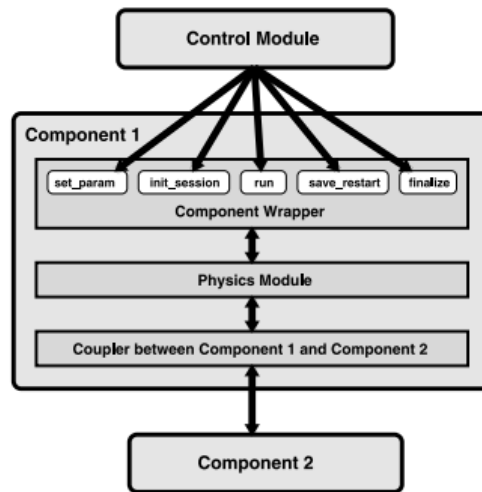 Control Module
Component 1
set_param init_session run save_restart finalize
Component Wrapper
Physics Module
Coupler between Component 1 and Component 2
Component 2